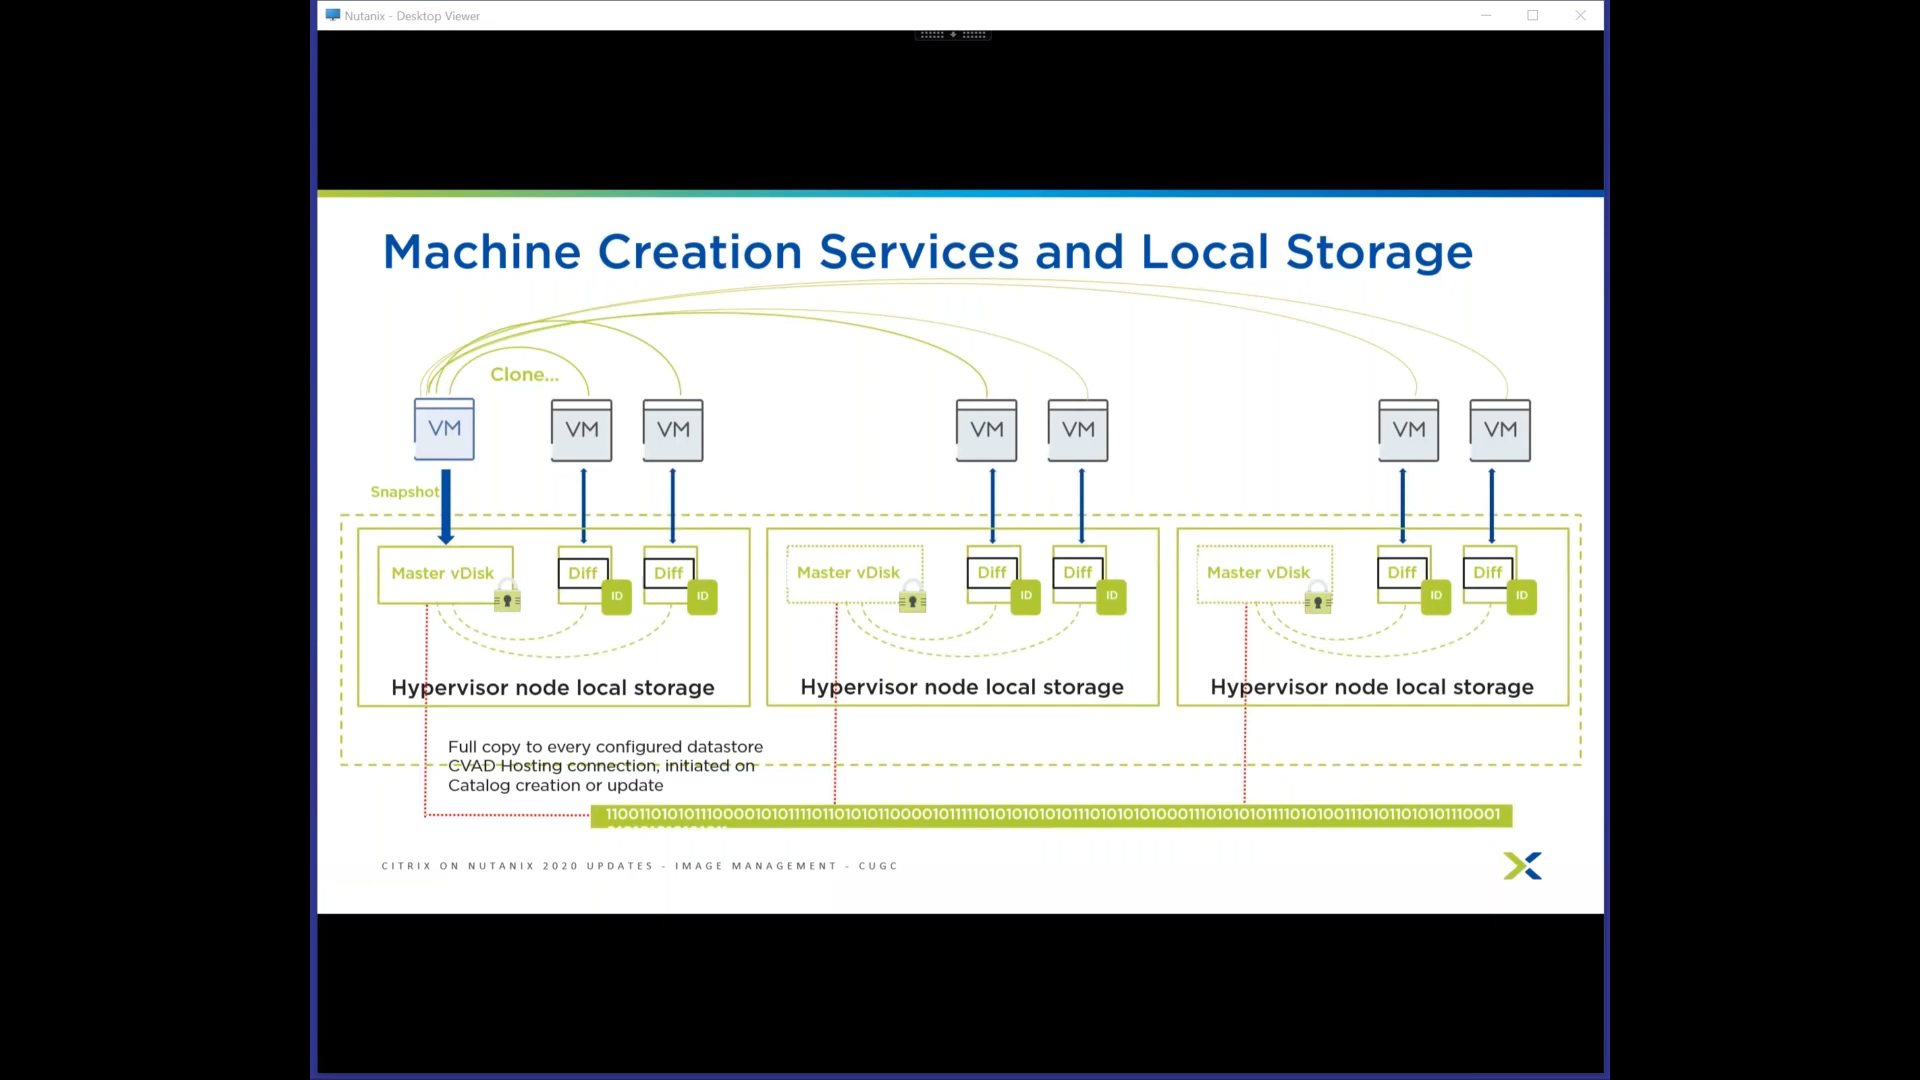 Nutanix - Desktop Viewer
Machine Creation Services and Local Storage
Clone...
VM
VM
VM
VM
VM
VM
VM
Snapshot
Master vDisk
Diff
ID
Diff
ID
Hypervisor node local storage
Master vDisk
Diff
ID
Diff
ID
Hypervisor node local storage
Master vDisk
Diff
ID
Diff
ID
Hypervisor node local storage
Full copy to every configured datastore
CVAD Hosting connection, initiated on
Catalog creation or update
CITRIX ON NUTANIX 2020 UPDATES - IMAGE MANAGEMENT - CUGC